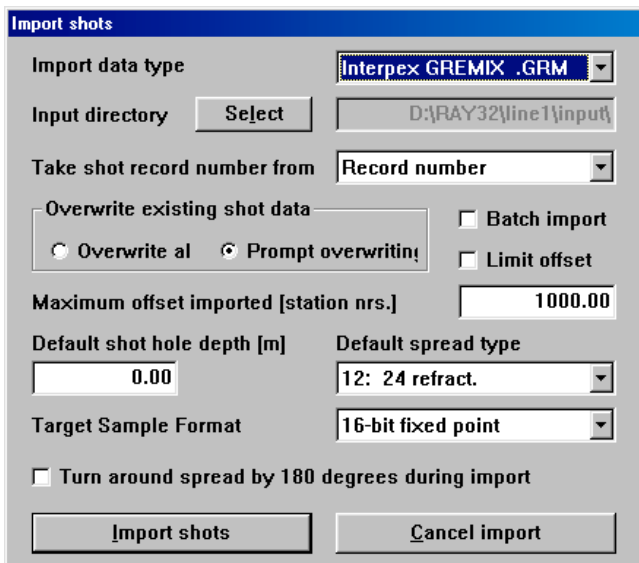 Import shots
Import data type
Interpex GREMIX .GRM
Input directory
Select
D:\RAY32\line1\input\
Take shot record number from
Record number
Overwrite existing shot data
Overwrite al
Prompt overwriting
Batch import
Limit offset
Maximum offset imported [station nrs.]
1000.00
Default shot hole depth [m]
Default spread type
0.00
12: 24 refract.
Target Sample Format
16-bit fixed point
Turn around spread by 180 degrees during import
Import shots
Cancel import